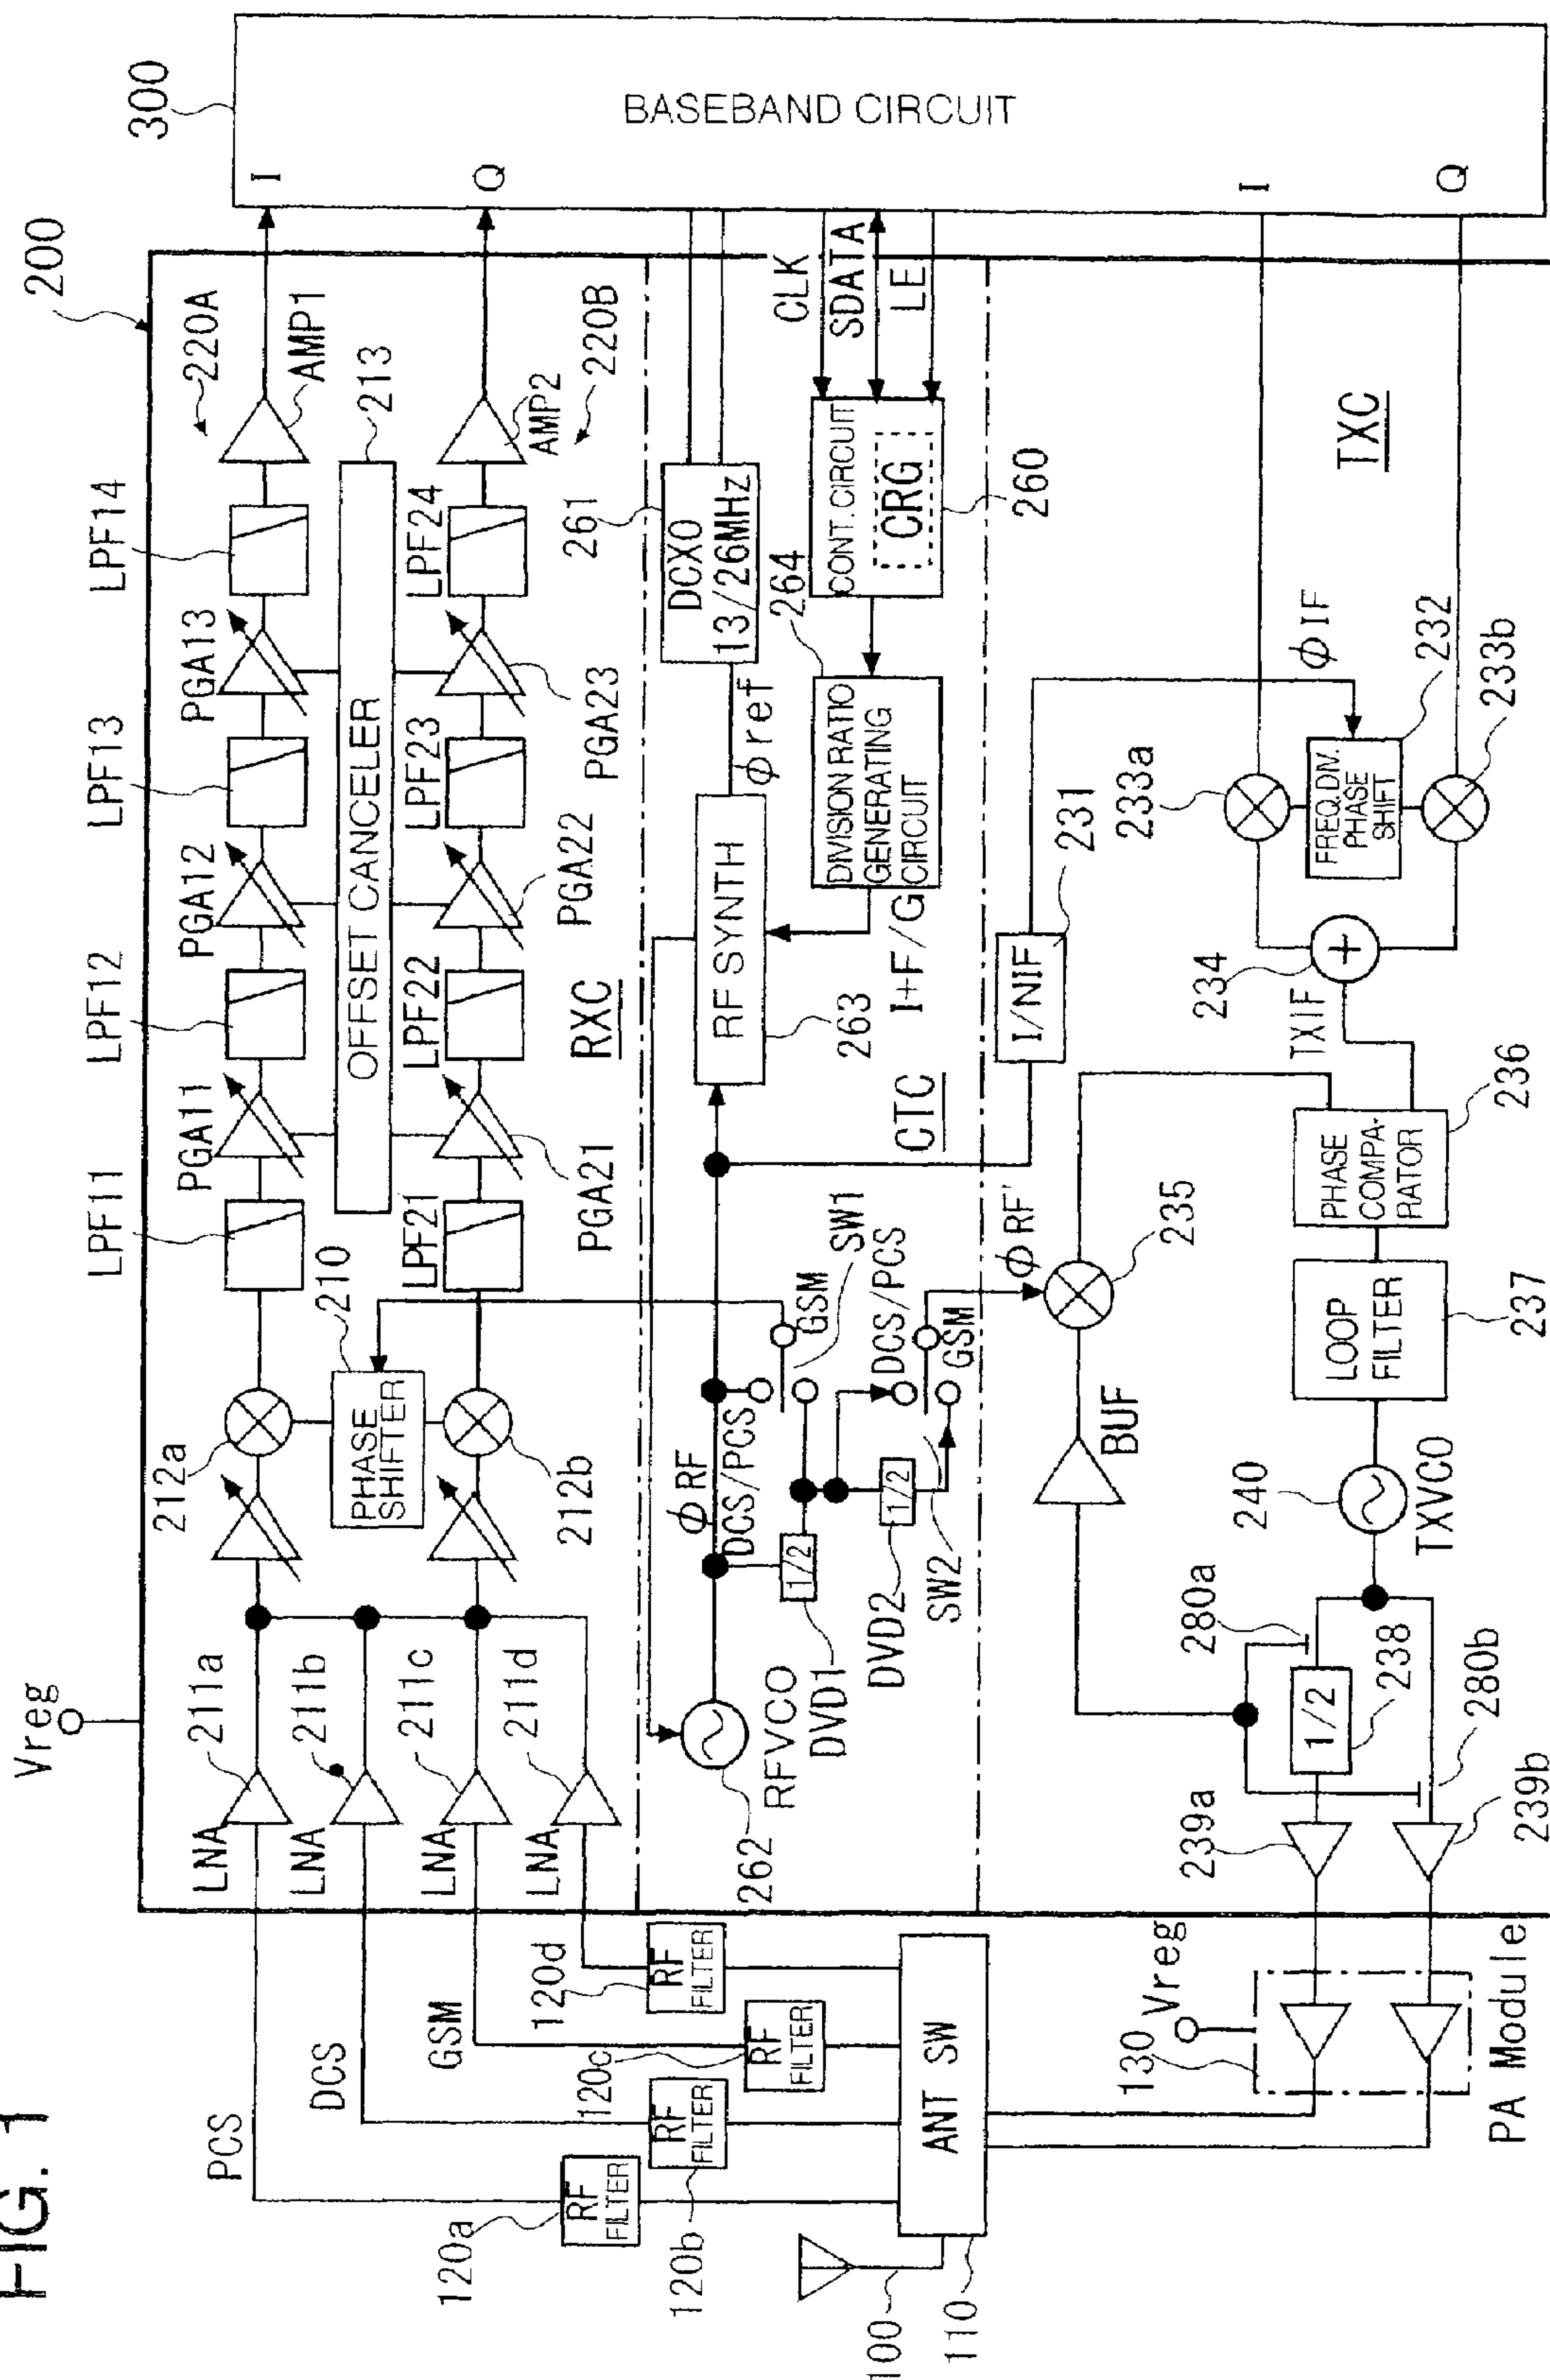 FIG. 1
Vreg
200
300
BASEBAND CIRCUIT
I
Q
I
Q
220A
AMP1
213
AMP2
220B
LPF14
PGA13
LPF13
PGA12
LPF12
PGA11
LPF11
OFFSET CANCELER
LPF24
PGA23
LPF23
PGA22
LPF22
PGA21
LPF21
RXC
210
PHASE
SHIFTER
212a
212b
LNA
211a
LNA
211b
LNA
211c
LNA
211d
PCS
DCS
GSM
120a
RF
FILTER
120b
RF
FILTER
120c
RF
FILTER
120d
RF
FILTER
ANT SW
100
110
261
DCXO
13/26MHz
φref
RF SYNTH
263
264
DIVISION RATIO
GENERATING
CIRCUIT
I+F/G
CONT. CIRCUIT
CRG
260
CLK
SDATA
LE
CTC
φRF
DCS/PCS
GSM
SW1
DCS/PCS
GSM
SW2
1/2
DVD1
1/2
DVD2
RFVCO
262
φRF'
235
I/NIF
231
φIF
232
FREQ. DIV.
PHASE
SHIFT
233a
233b
TXC
234
TXIF
236
PHASE
COMPA-
RATOR
LOOP
FILTER
237
BUF
240
TXVCO
280a
1/2
238
280b
239a
239b
Vreg
130
PA Module